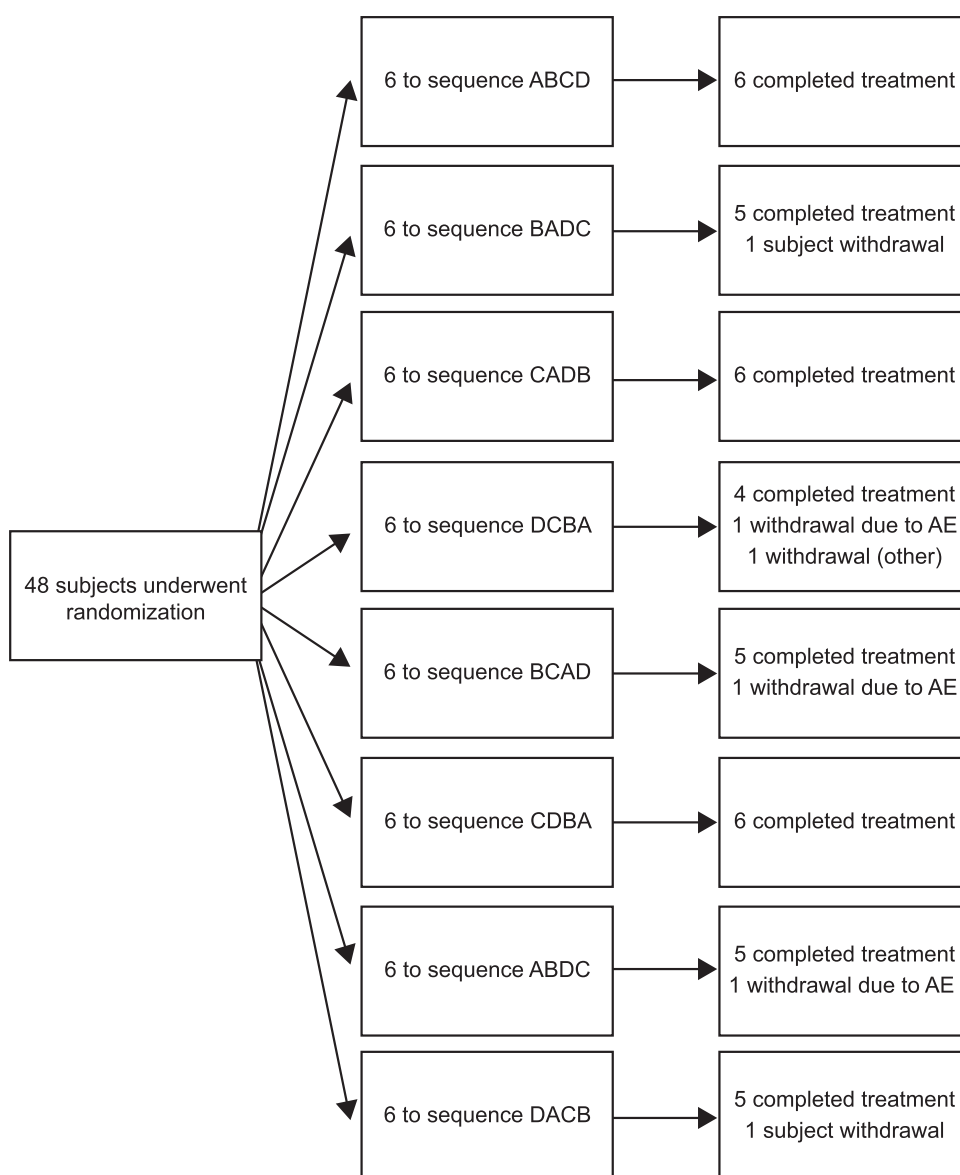 48 subjects underwent
randomization
6 to sequence ABCD
6 completed treatment
6 to sequence BADC
5 completed treatment
1 subject withdrawal
6 to sequence CADB
6 completed treatment
6 to sequence DCBA
4 completed treatment
1 withdrawal due to AE
1 withdrawal (other)
6 to sequence BCAD
5 completed treatment
1 withdrawal due to AE
6 to sequence CDBA
6 completed treatment
6 to sequence ABDC
5 completed treatment
1 withdrawal due to AE
6 to sequence DACB
5 completed treatment
1 subject withdrawal